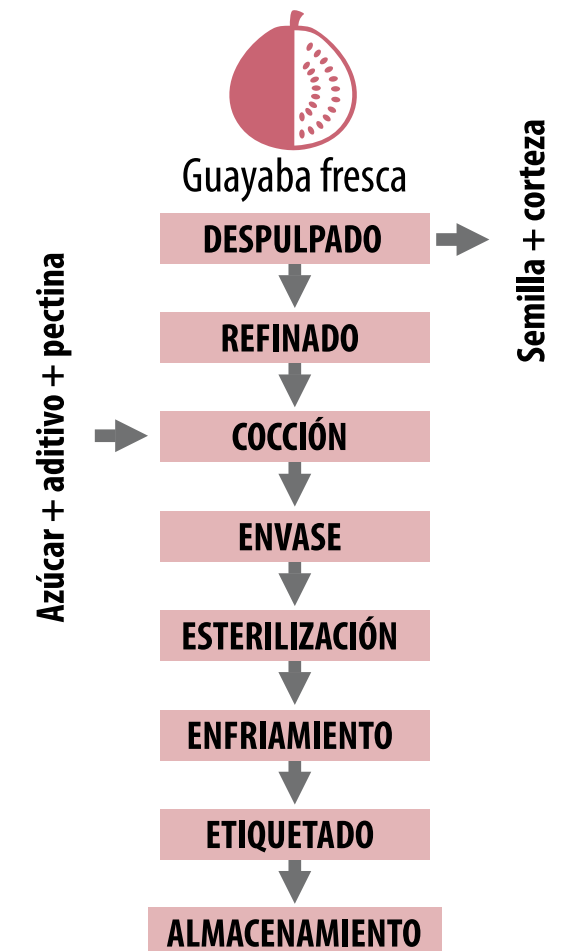 Guayaba fresca
DESPULPADO
Semilla + corteza
REFINADO
Azúcar + aditivo + pectina
COCCIÓN
ENVASE
ESTERILIZACIÓN
ENFRIAMIENTO
ETIQUETADO
ALMACENAMIENTO